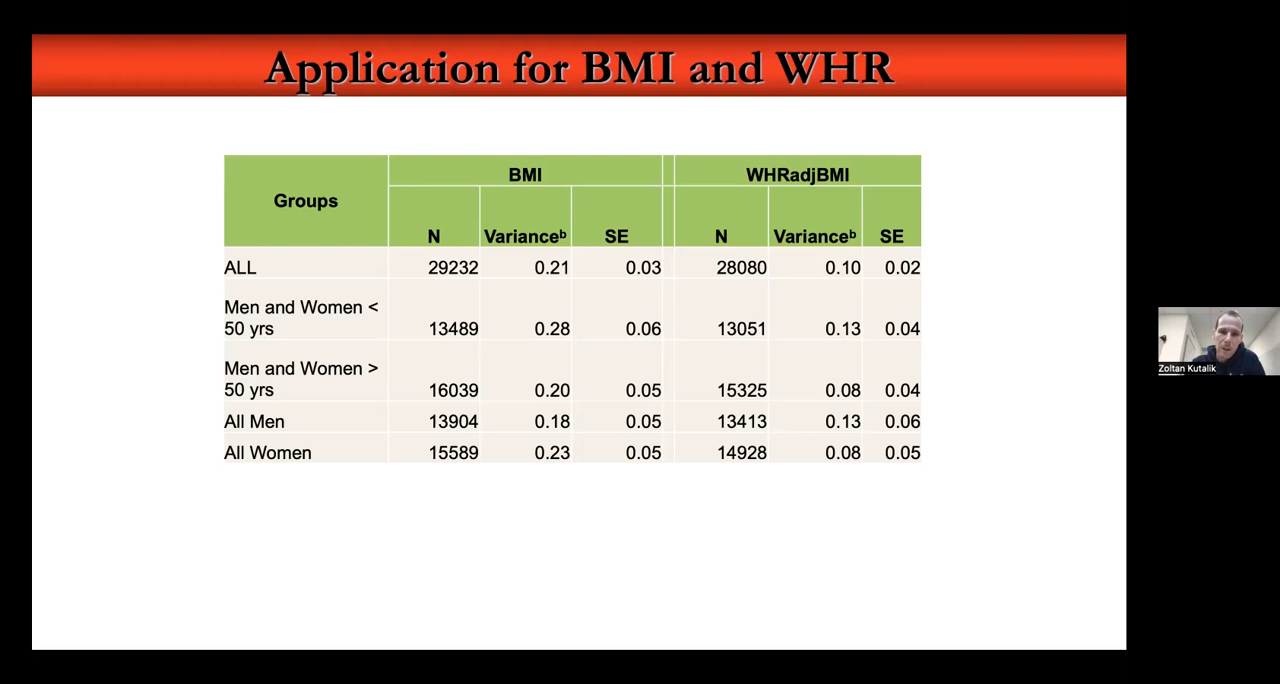 Application for BMI and WHR
Groups BMI WHRadjBMI
N Varianceᵇ SE N Varianceᵇ SE
ALL 29232 0.21 0.03 28080 0.10 0.02
Men and Women <
50 yrs 13489 0.28 0.06 13051 0.13 0.04
Men and Women >
50 yrs 16039 0.20 0.05 15325 0.08 0.04
All Men 13904 0.18 0.05 13413 0.13 0.06
All Women 15589 0.23 0.05 14928 0.08 0.05
Zoltan Kutalik